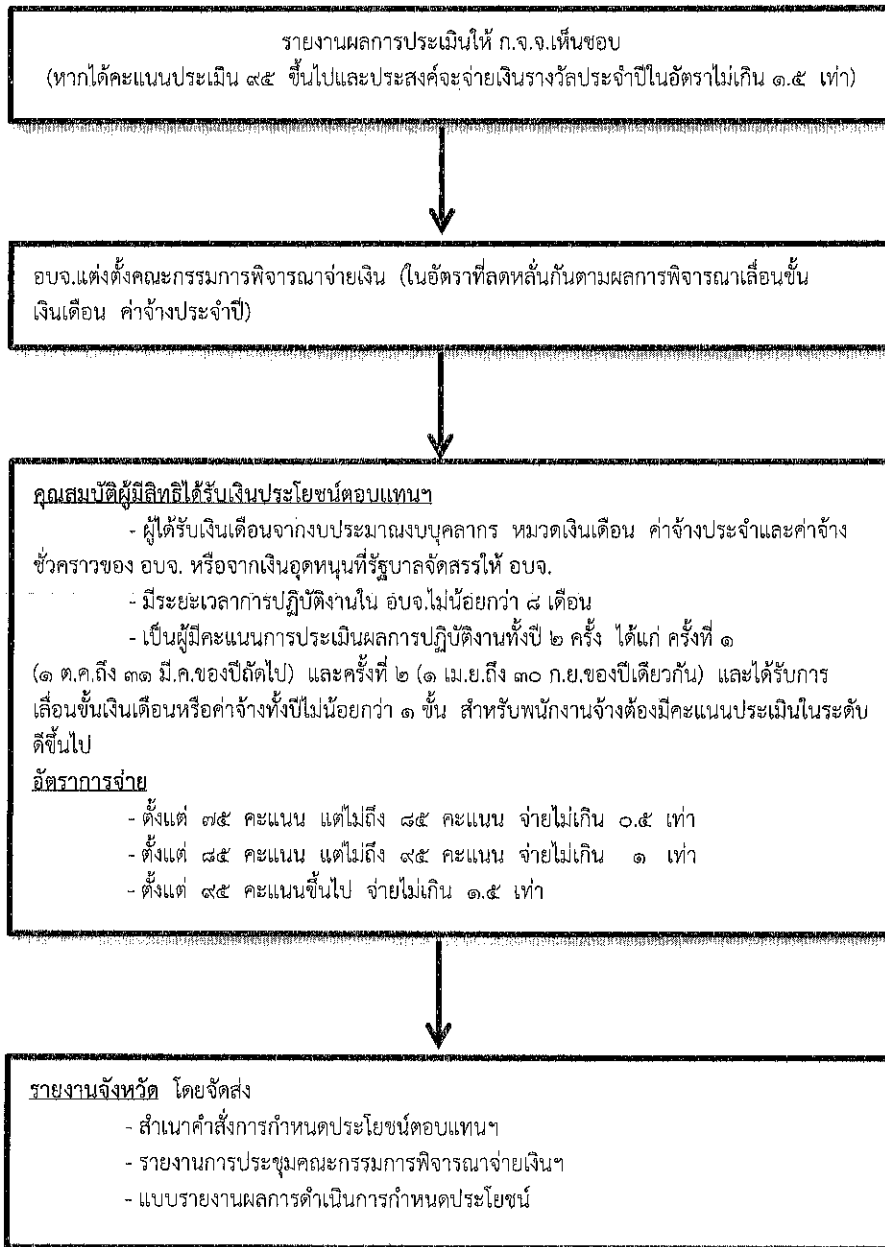 รายงานผลการประเมินให้ ก.จ.จ.เห็นชอบ
(หากได้คะแนนประเมิน ๙๕ ขึ้นไปและประสงค์จะจ่ายเงินรางวัลประจำปีในอัตราไม่เกิน ๑.๕ เท่า)
อบจ.แต่งตั้งคณะกรรมการพิจารณาจ่ายเงิน (ในอัตราที่ลดหลั่นกันตามผลการพิจารณาเลื่อนขั้น
เงินเดือน ค่าจ้างประจำปี)
คุณสมบัติผู้มีสิทธิได้รับเงินประโยชน์ตอบแทนฯ
- ผู้ได้รับเงินเดือนจากงบประมาณงบบุคลากร หมวดเงินเดือน ค่าจ้างประจำและค่าจ้าง
ชั่วคราวของ อบจ. หรือจากเงินอุดหนุนที่รัฐบาลจัดสรรให้ อบจ.
- มีระยะเวลาการปฏิบัติงานใน อบจ.ไม่น้อยกว่า ๘ เดือน
- เป็นผู้มีคะแนนการประเมินผลการปฏิบัติงานทั้งปี ๒ ครั้ง ได้แก่ ครั้งที่ ๑
(๑ ต.ค.ถึง ๓๑ มี.ค.ของปีถัดไป) และครั้งที่ ๒ (๑ เม.ย.ถึง ๓๐ ก.ย.ของปีเดียวกัน) และได้รับการ
เลื่อนขั้นเงินเดือนหรือค่าจ้างทั้งปีไม่น้อยกว่า ๑ ขั้น สำหรับพนักงานจ้างต้องมีคะแนนประเมินในระดับ
ดีขึ้นไป
อัตราการจ่าย
- ตั้งแต่ ๗๕ คะแนน แต่ไม่ถึง ๘๕ คะแนน จ่ายไม่เกิน ๐.๕ เท่า
- ตั้งแต่ ๘๕ คะแนน แต่ไม่ถึง ๙๕ คะแนน จ่ายไม่เกิน ๑ เท่า
- ตั้งแต่ ๙๕ คะแนนขึ้นไป จ่ายไม่เกิน ๑.๕ เท่า
รายงานจังหวัด โดยจัดส่ง
- สำเนาคำสั่งการกำหนดประโยชน์ตอบแทนฯ
- รายงานการประชุมคณะกรรมการพิจารณาจ่ายเงินฯ
- แบบรายงานผลการดำเนินการกำหนดประโยชน์